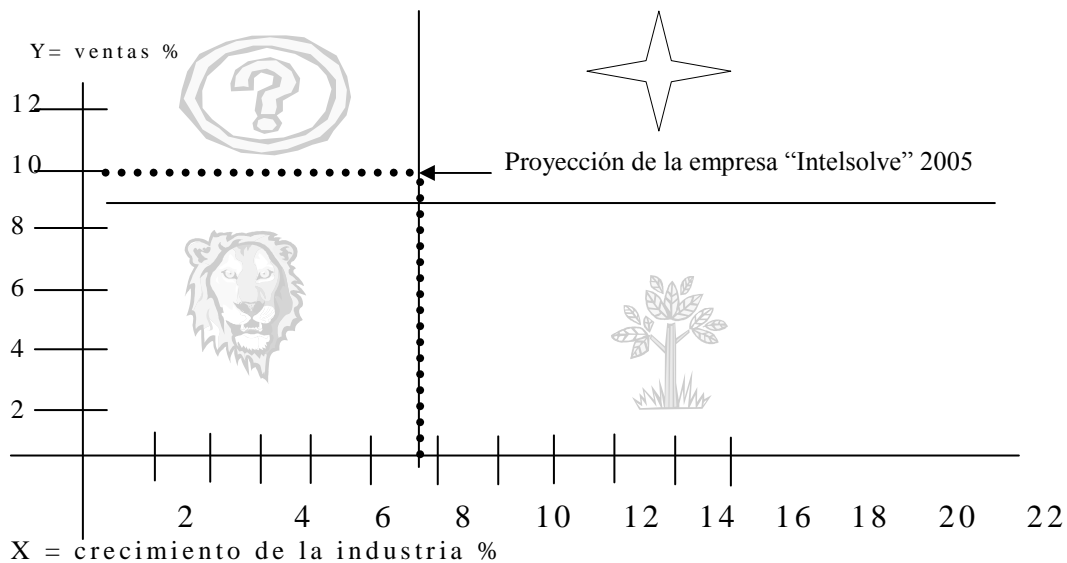 Y= ventas %
12
10
Proyección de la empresa “Intelsolve” 2005
8
6
4
2
2 4 6 8 10 12 14 16 18 20 22
X = crecimiento de la industria %